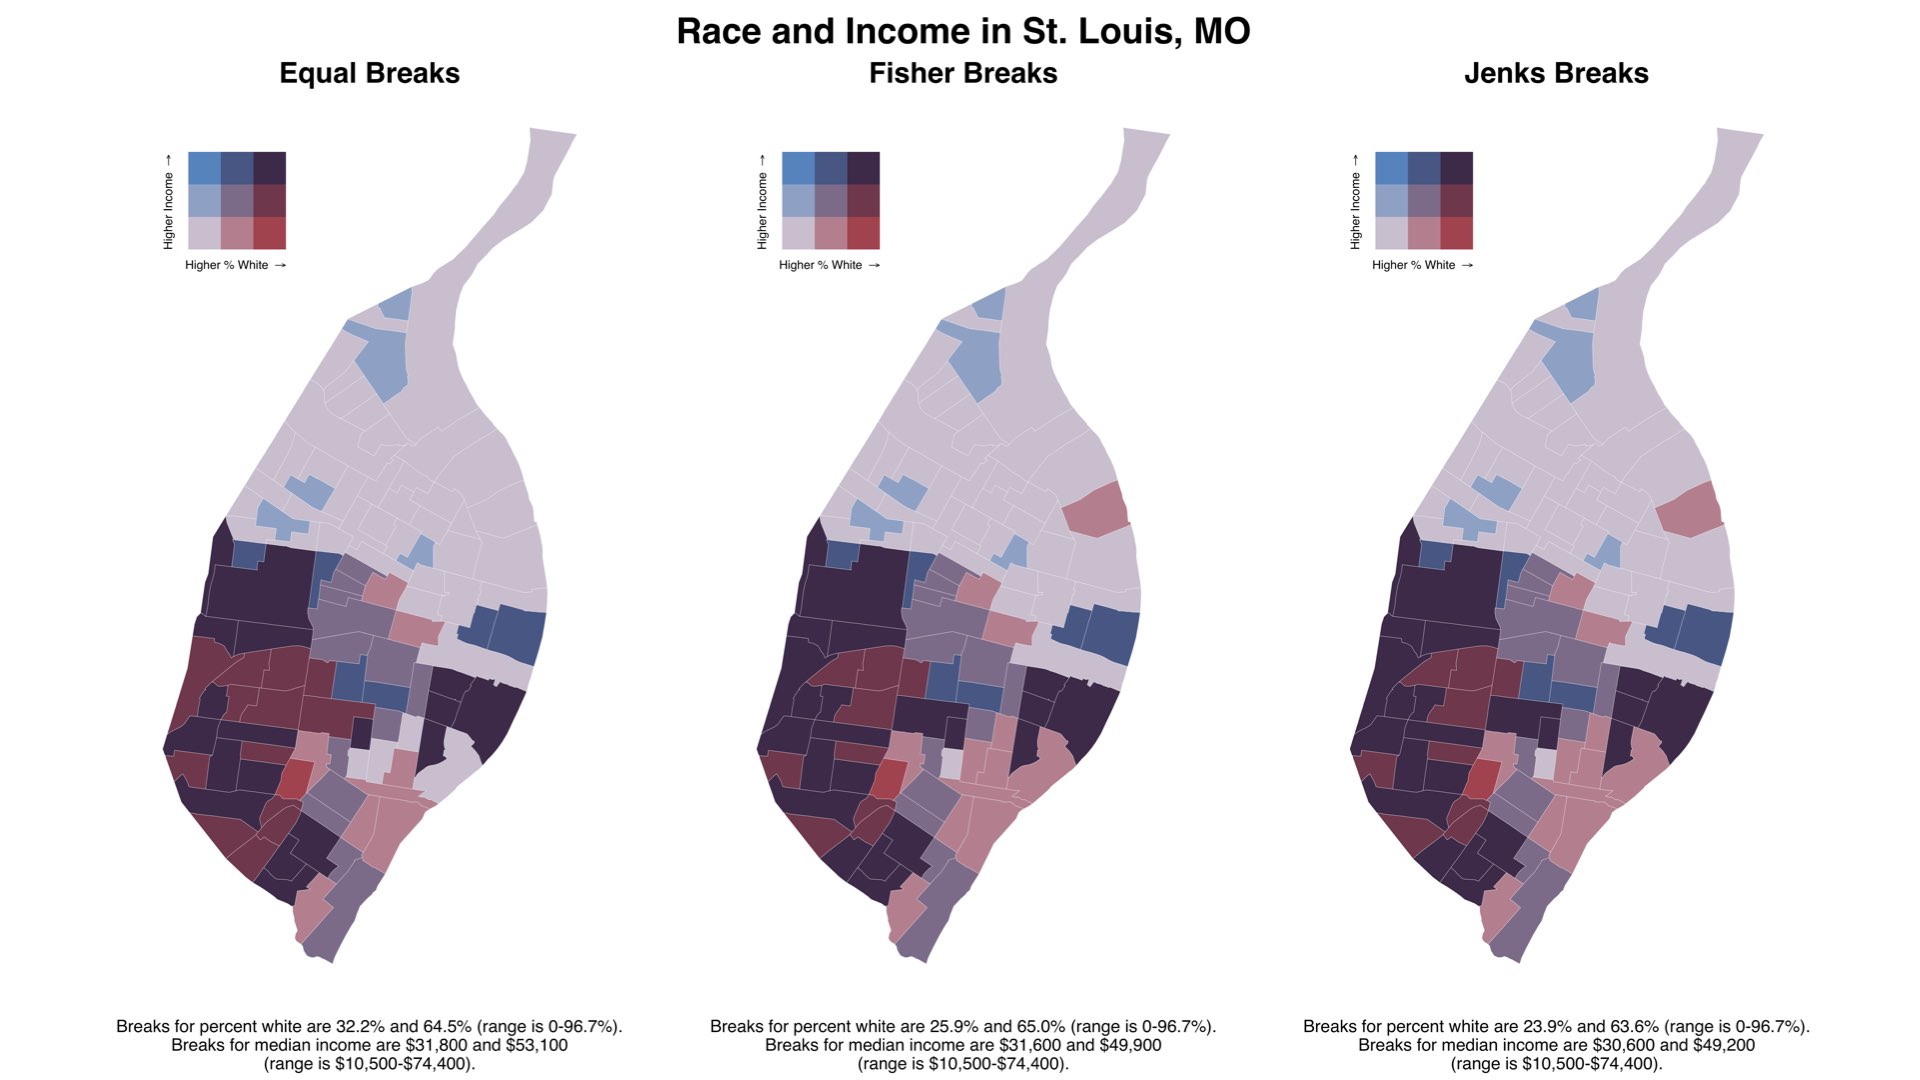 Race and Income in St. Louis, MO
Equal Breaks
Fisher Breaks
Jenks Breaks
Higher Income →
Higher % White →
Higher Income →
Higher % White →
Higher Income →
Higher % White →
Breaks for percent white are 32.2% and 64.5% (range is 0-96.7%).
Breaks for median income are $31,800 and $53,100
(range is $10,500-$74,400).
Breaks for percent white are 25.9% and 65.0% (range is 0-96.7%).
Breaks for median income are $31,600 and $49,900
(range is $10,500-$74,400).
Breaks for percent white are 23.9% and 63.6% (range is 0-96.7%).
Breaks for median income are $30,600 and $49,200
(range is $10,500-$74,400).